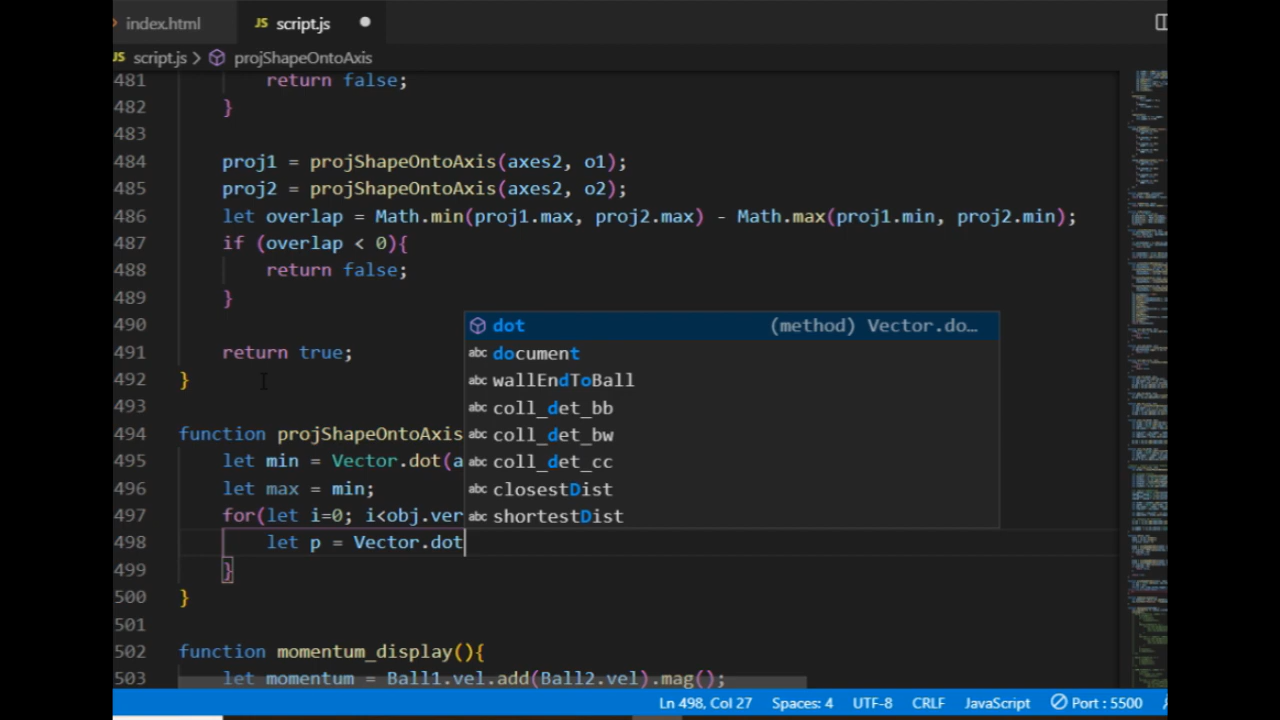 index.html JS script.js
JS script.js > projShapeOntoAxis
481 return false;
482 }
483
484 proj1 = projShapeOntoAxis(axes2, o1);
485 proj2 = projShapeOntoAxis(axes2, o2);
486 let overlap = Math.min(proj1.max, proj2.max) - Math.max(proj1.min, proj2.min);
487 if (overlap < 0){
488 return false;
489 }
490
491 return true;
492 }
493
494 function projShapeOntoAxis
495 let min = Vector.dot(a
496 let max = min;
497 for(let i=0; i<obj.ver
498 let p = Vector.dot
499 }
500 }
501
502 function momentum_display(){
503 let momentum = Ball1.vel.add(Ball2.vel).mag();
dot (method) Vector.do…
abc document
abc wallEndToBall
abc coll_det_bb
abc coll_det_bw
abc coll_det_cc
abc closestDist
abc shortestDist
Ln 498, Col 27 Spaces: 4 UTF-8 CRLF JavaScript Port : 5500